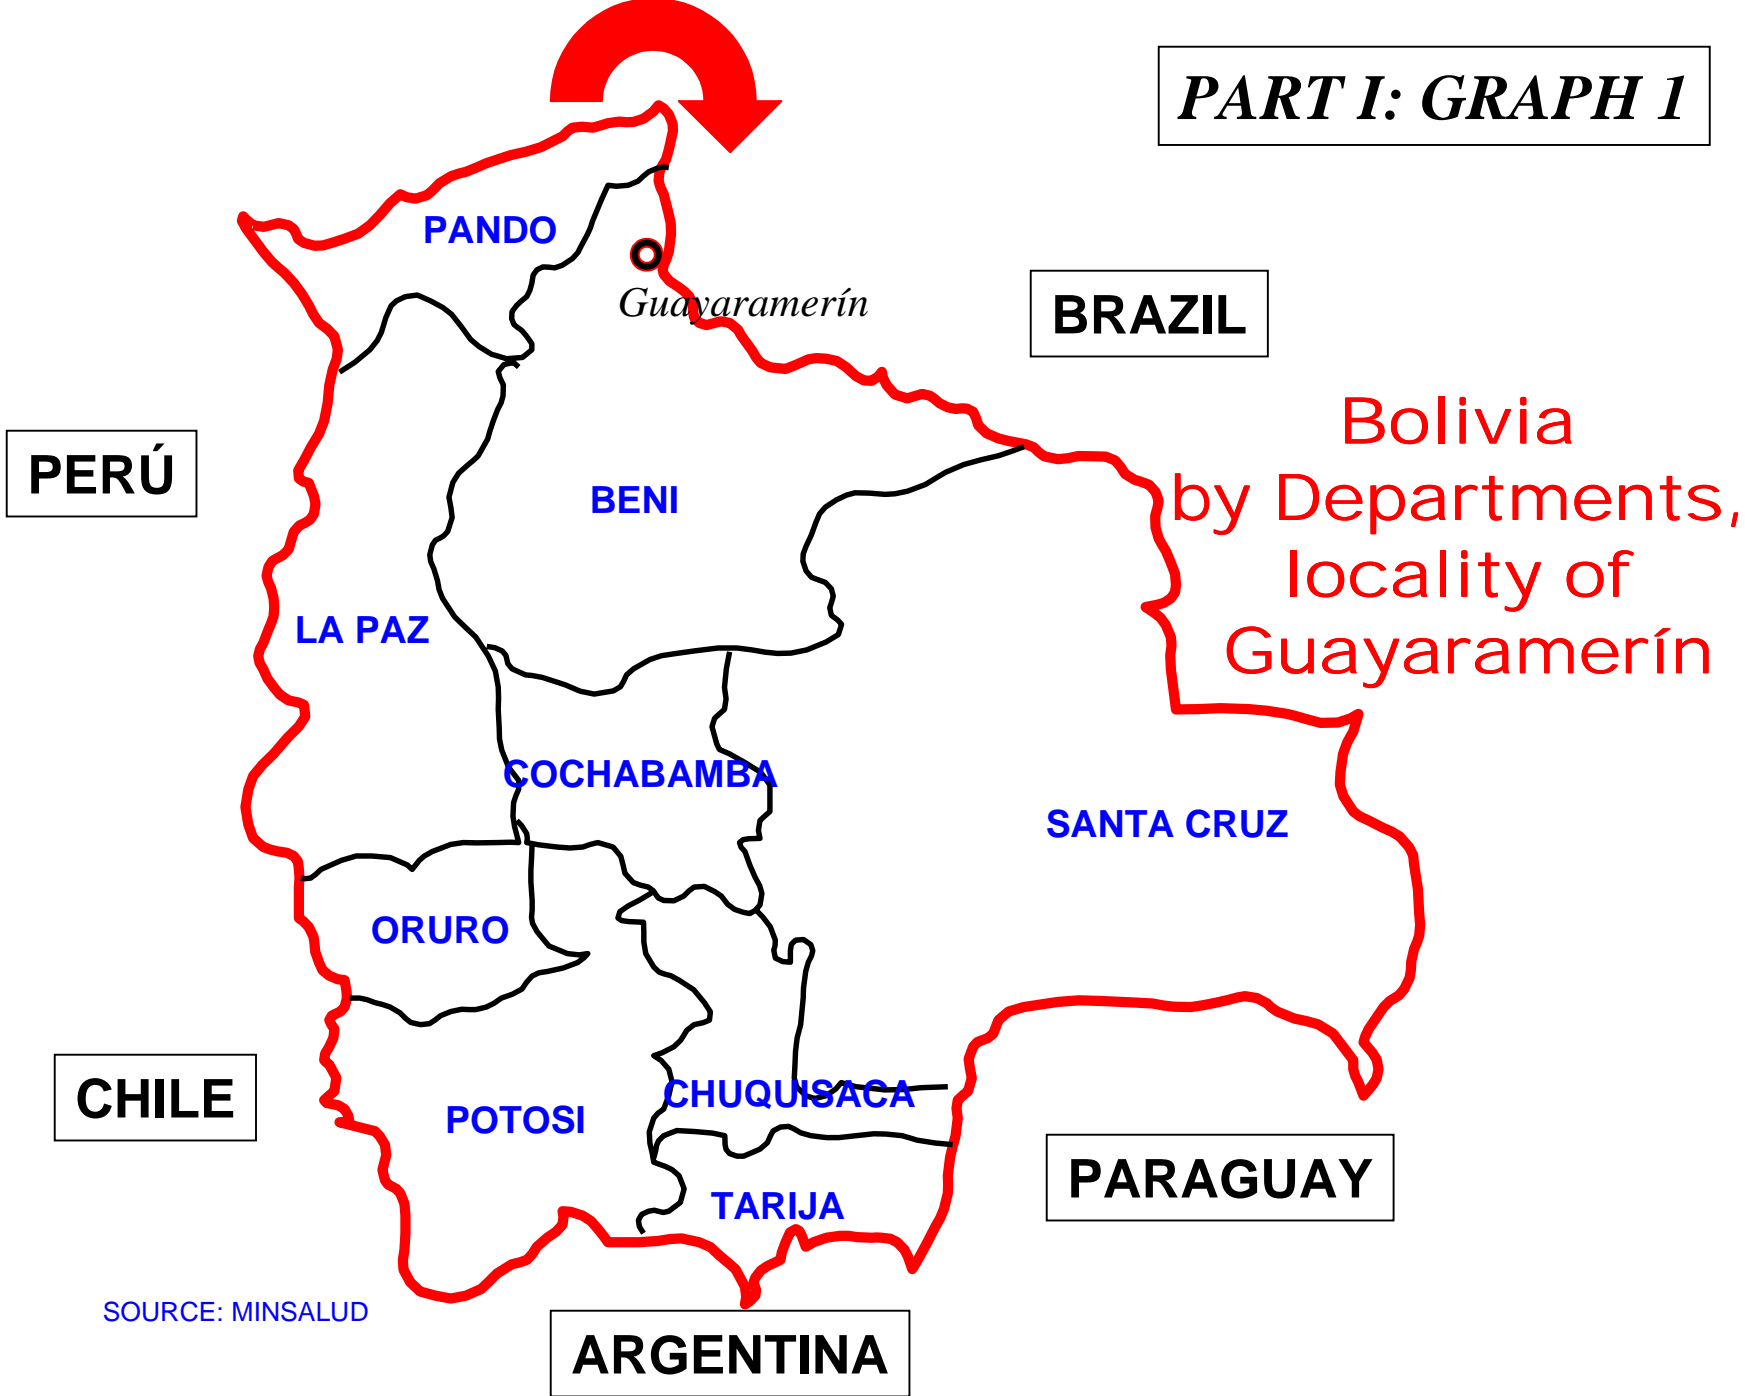 PART I: GRAPH 1
PANDO
Guayaramerín
BRAZIL
Bolivia
by Departments,
locality of
Guayaramerín
PERÚ
BENI
LA PAZ
COCHABAMBA
SANTA CRUZ
ORURO
CHILE
CHUQUISACA
POTOSI
PARAGUAY
TARIJA
SOURCE: MINSALUD
ARGENTINA